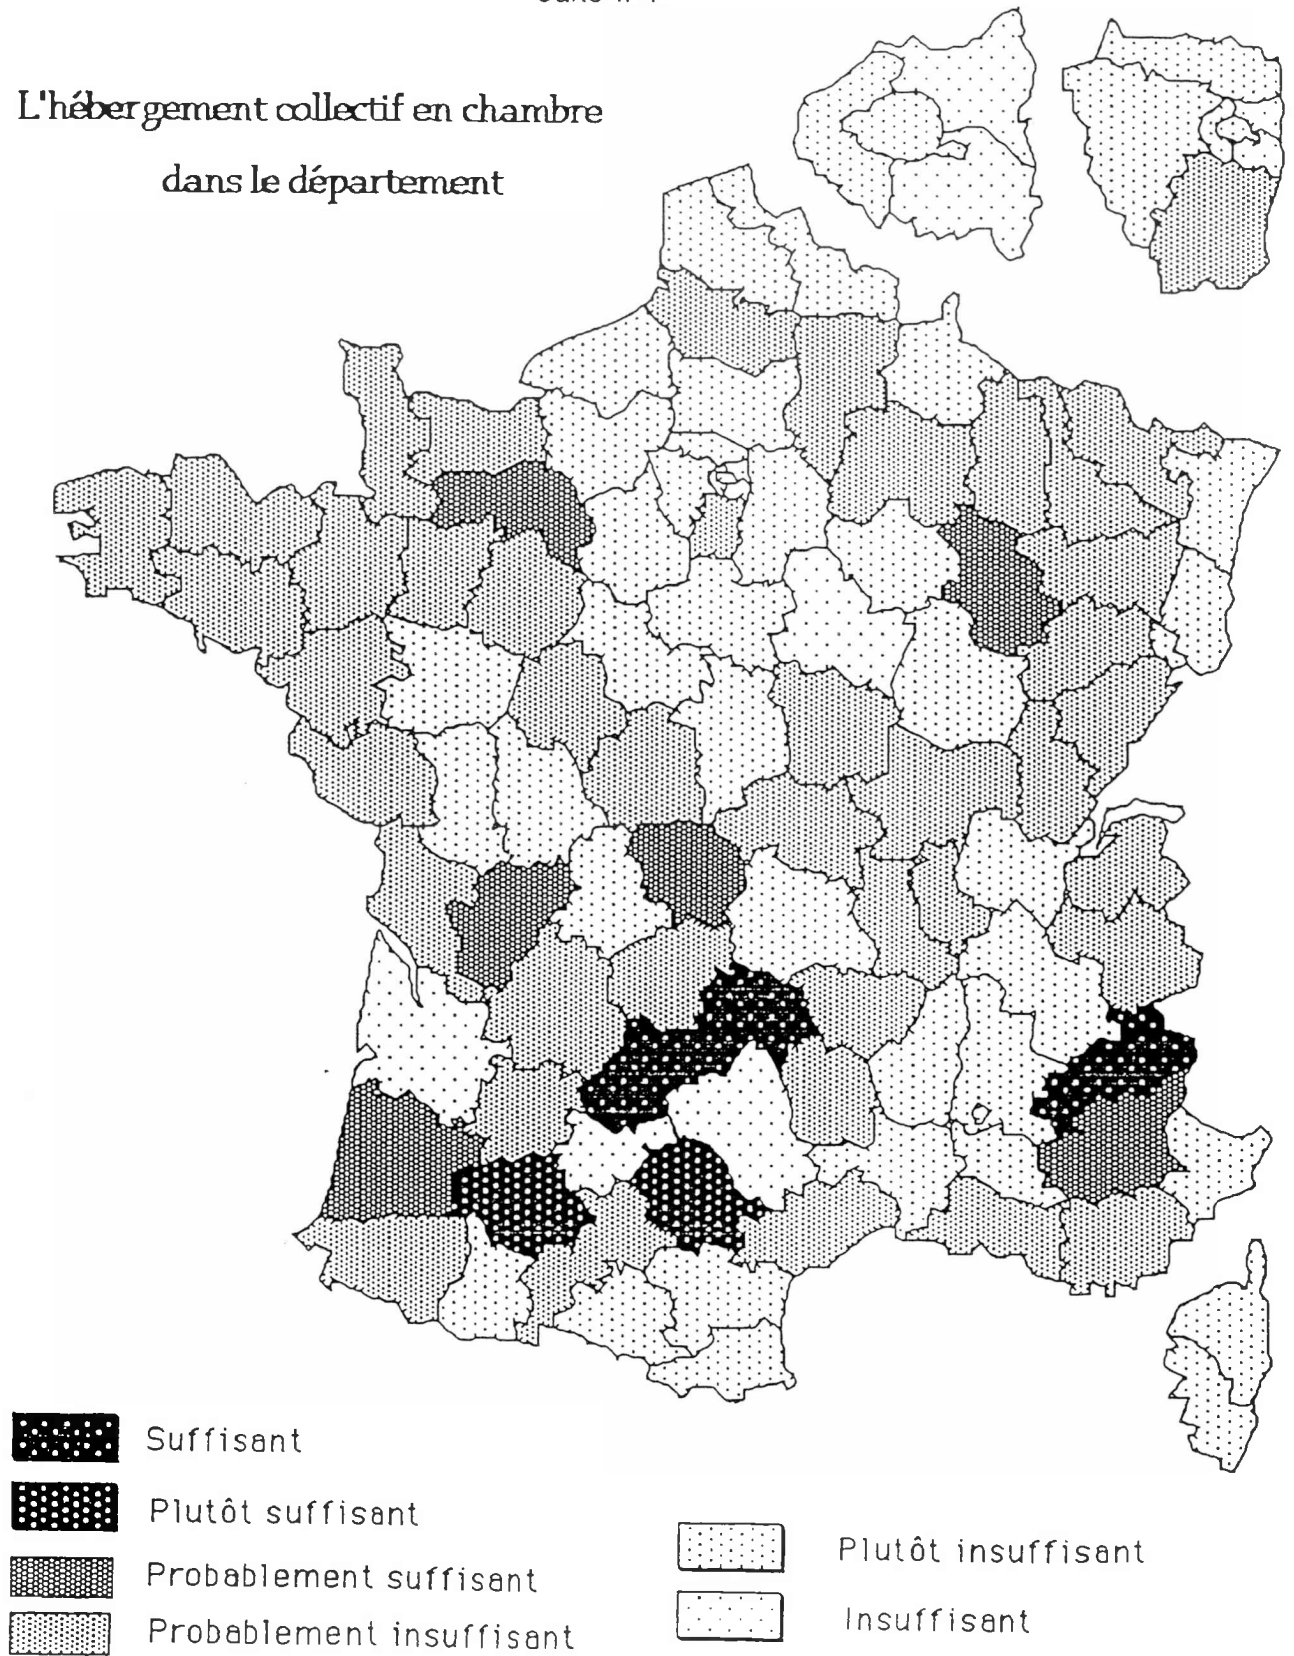 L'hébergement collectif en chambre
dans le département
Suffisant
Plutôt suffisant
Probablement suffisant
Probablement insuffisant
Plutôt insuffisant
Insuffisant